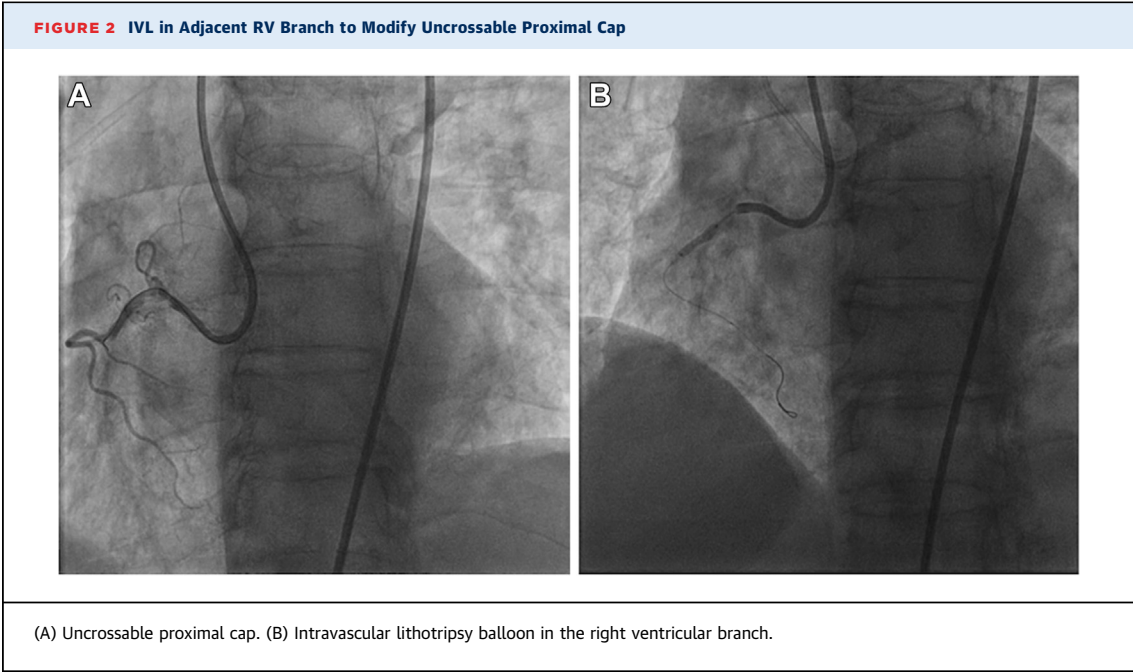 FIGURE 2 IVL in Adjacent RV Branch to Modify Uncrossable Proximal Cap
A
B
(A) Uncrossable proximal cap. (B) Intravascular lithotripsy balloon in the right ventricular branch.